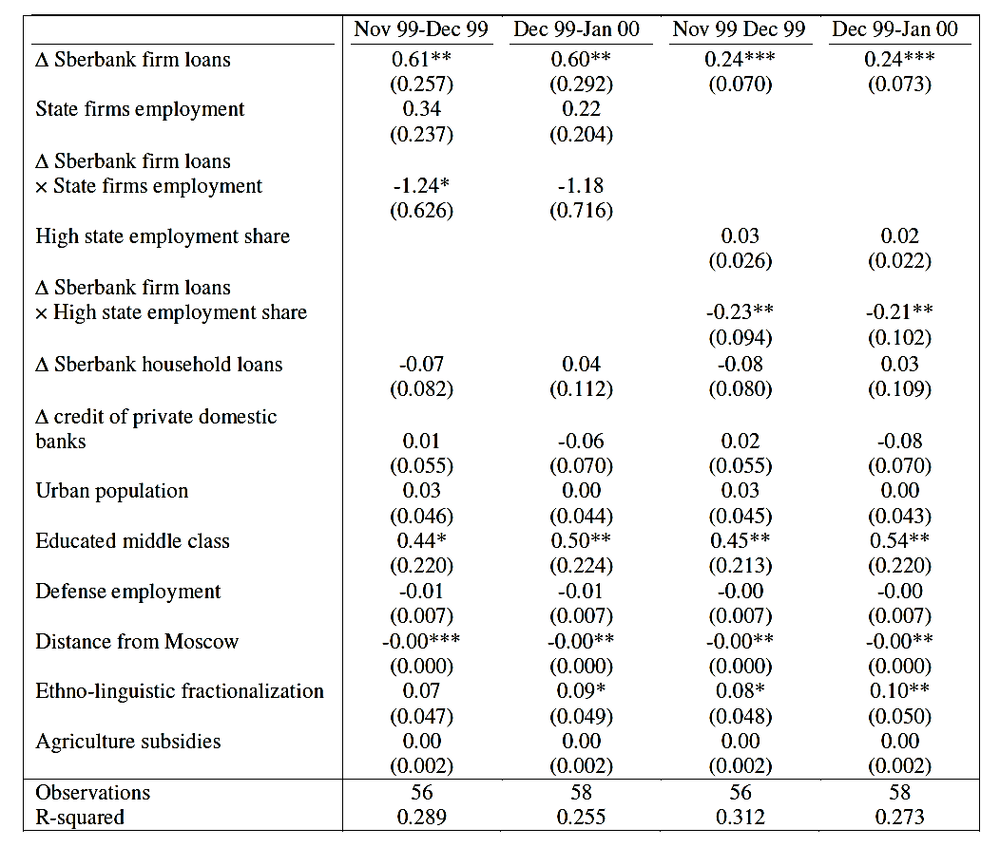 Nov 99-Dec 99 Dec 99-Jan 00 Nov 99 Dec 99 Dec 99-Jan 00
Δ Sberbank firm loans 0.61** 0.60** 0.24*** 0.24***
(0.257) (0.292) (0.070) (0.073)
State firms employment 0.34 0.22
(0.237) (0.204)
Δ Sberbank firm loans
× State firms employment -1.24* -1.18
(0.626) (0.716)
High state employment share 0.03 0.02
(0.026) (0.022)
Δ Sberbank firm loans
× High state employment share -0.23** -0.21**
(0.094) (0.102)
Δ Sberbank household loans -0.07 0.04 -0.08 0.03
(0.082) (0.112) (0.080) (0.109)
Δ credit of private domestic
banks 0.01 -0.06 0.02 -0.08
(0.055) (0.070) (0.055) (0.070)
Urban population 0.03 0.00 0.03 0.00
(0.046) (0.044) (0.045) (0.043)
Educated middle class 0.44* 0.50** 0.45** 0.54**
(0.220) (0.224) (0.213) (0.220)
Defense employment -0.01 -0.01 -0.00 -0.00
(0.007) (0.007) (0.007) (0.007)
Distance from Moscow -0.00*** -0.00** -0.00** -0.00**
(0.000) (0.000) (0.000) (0.000)
Ethno-linguistic fractionalization 0.07 0.09* 0.08* 0.10**
(0.047) (0.049) (0.048) (0.050)
Agriculture subsidies 0.00 0.00 0.00 0.00
(0.002) (0.002) (0.002) (0.002)
Observations 56 58 56 58
R-squared 0.289 0.255 0.312 0.273